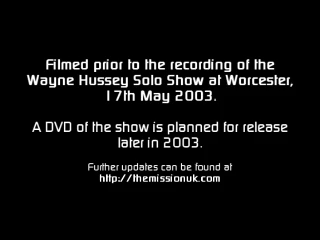 Filmed prior to the recording of the
Wayne Hussey Solo Show at Worcester,
17th May 2003.
A DVD of the show is planned for release
later in 2003.
Further updates can be found at
http://themissionuk.com